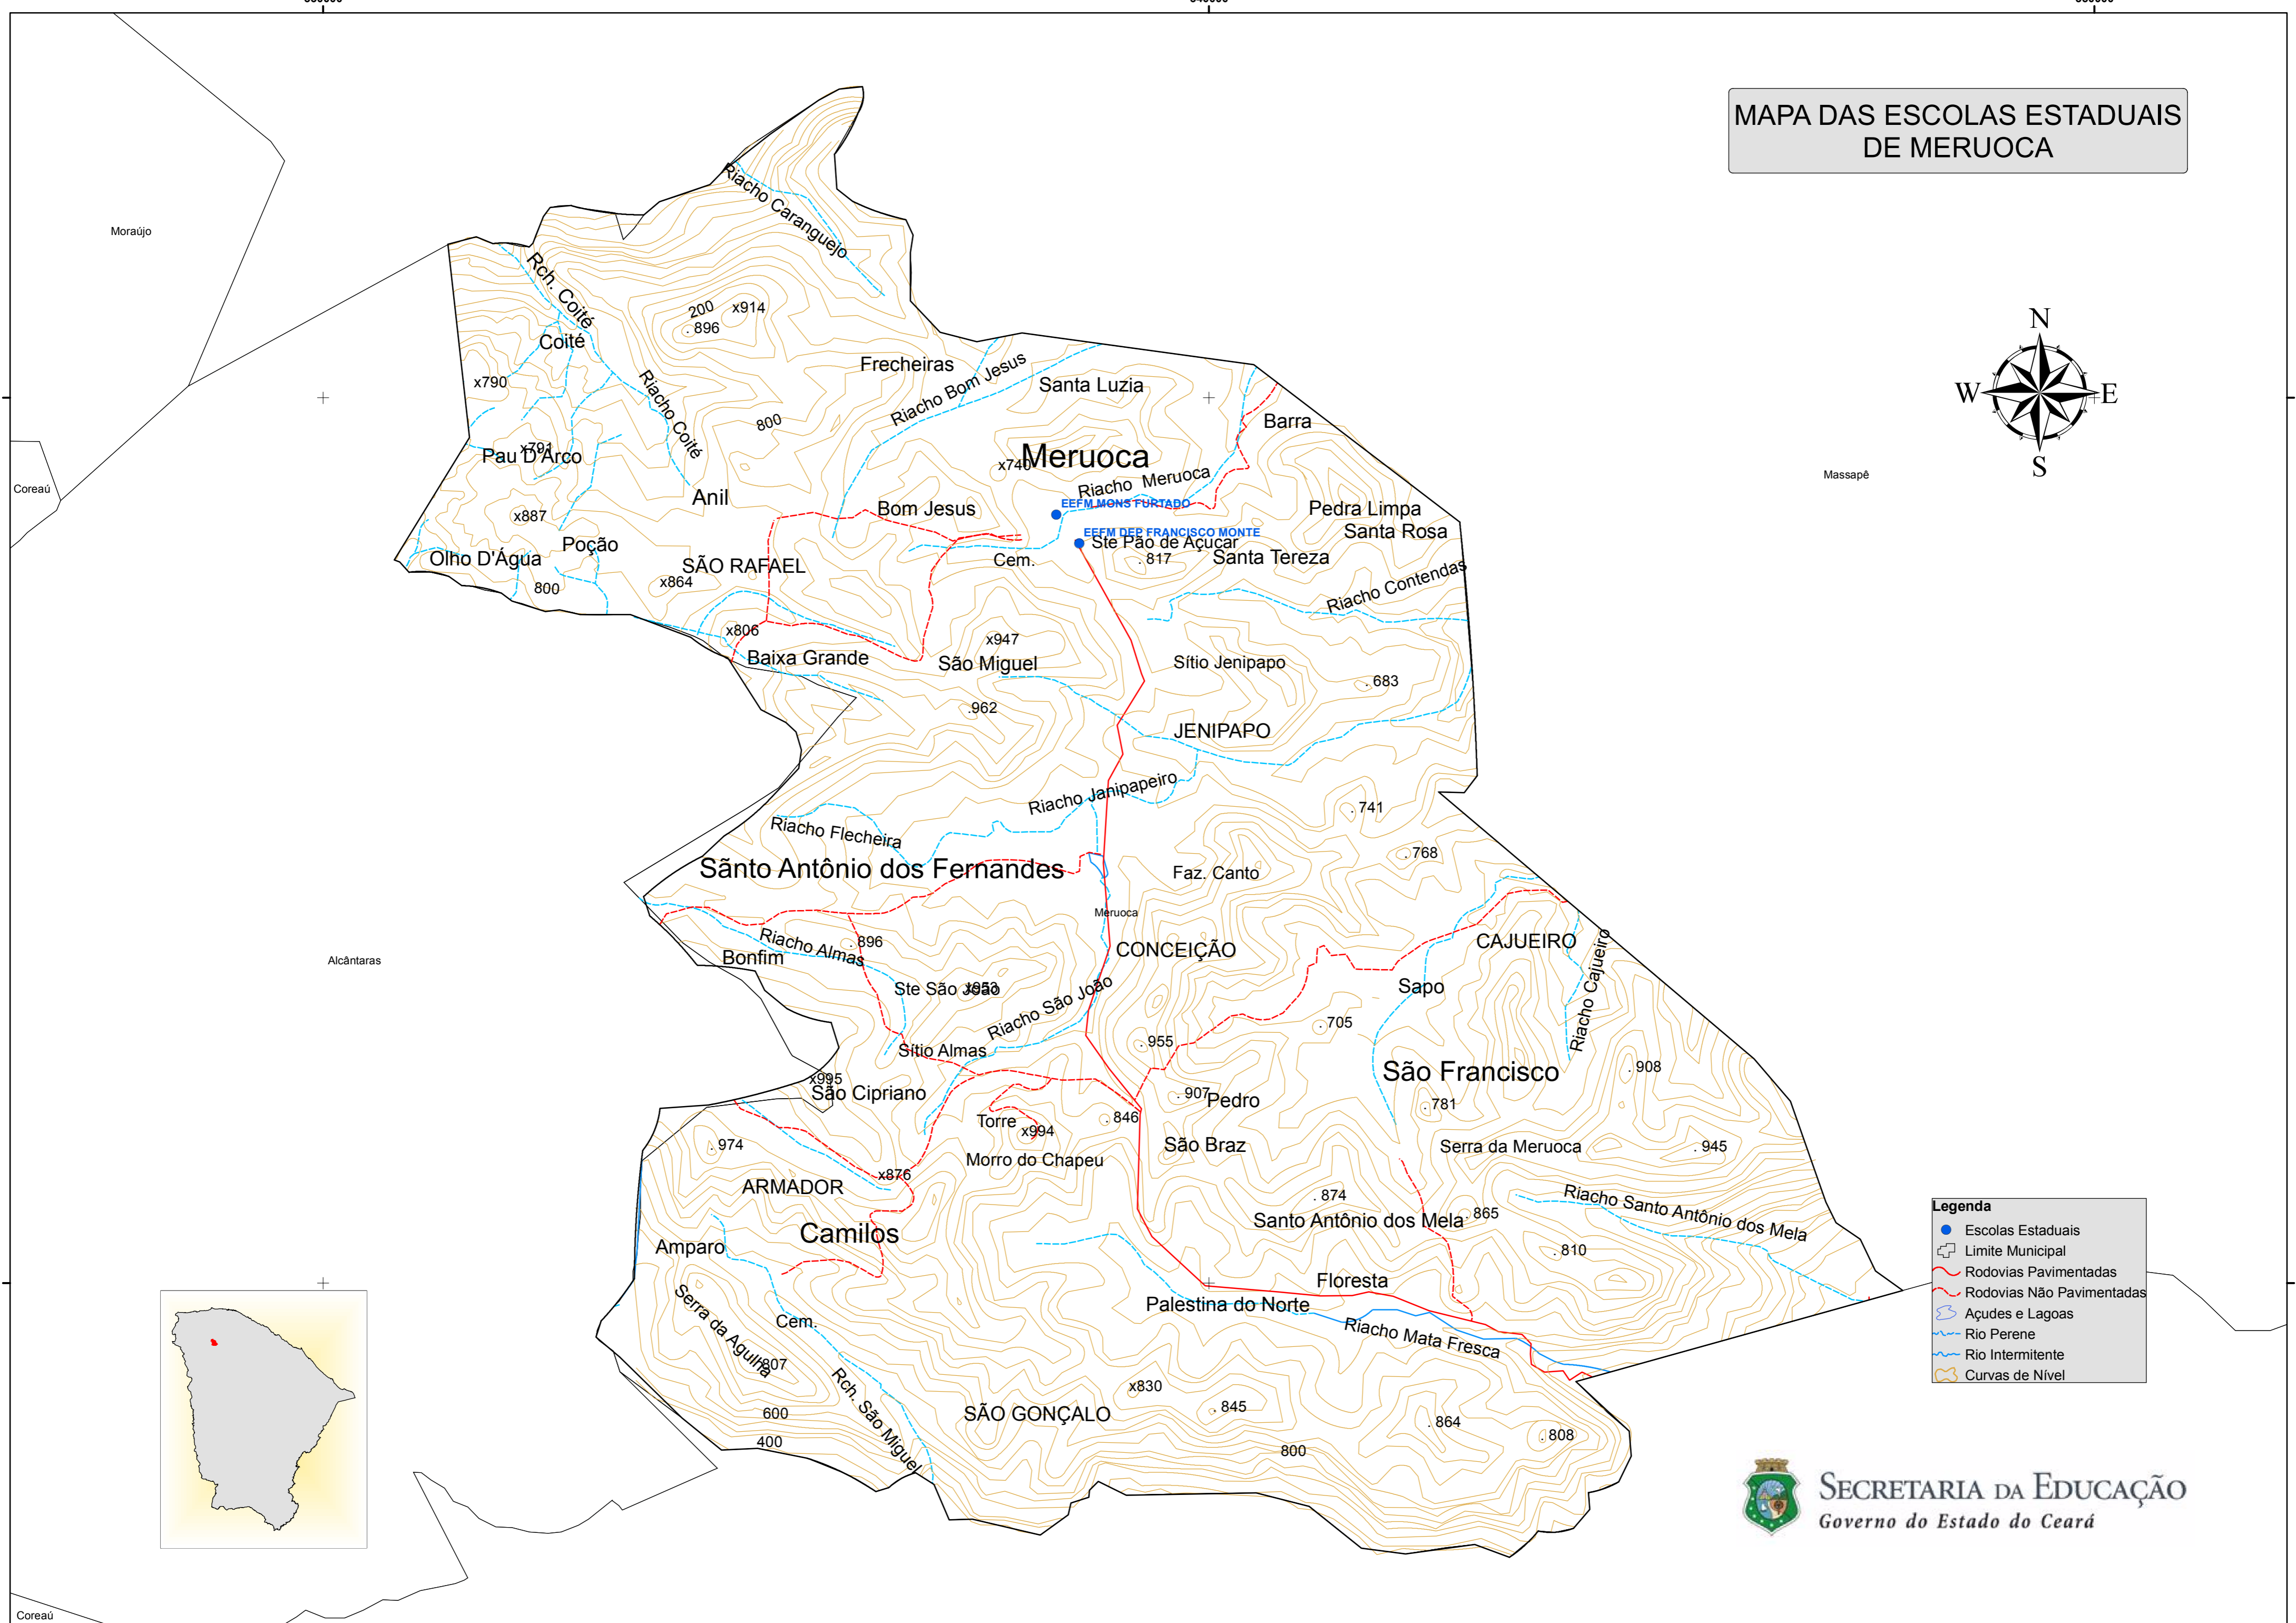 MAPA DAS ESCOLAS ESTADUAIS
DE MERUOCA
Moraújo
Riacho Caranguejo
Rch. Coité
200
x914
. 896
Coité
Frecheiras
Riacho Bom Jesus
Santa Luzia
x790
Riacho Coité
800
Barra
N
W
E
S
Massapê
Pau D'Arco
x791
x740
Meruoca
Riacho Meruoca
Coreaú
Anil
Bom Jesus
EEFM MONS FURTADO
Pedra Limpa
x887
EEFM DEP FRANCISCO MONTE
Santa Rosa
Ste Pão de Açucar
Poção
Olho D'Água
SÃO RAFAEL
Cem.
. 817
Santa Tereza
800
x864
Riacho Contendas
x806
x947
Baixa Grande
São Miguel
Sítio Jenipapo
. 683
.962
JENIPAPO
Riacho Janipapeiro
. 741
Riacho Flecheira
. 768
Sãnto Antônio dos Fernandes
Faz. Canto
Meruoca
Riacho Almas
. 896
CONCEIÇÃO
CAJUEIRO
Bonfim
Alcântaras
Riacho Cajueiro
Ste São João
x953
Sapo
Riacho São João
. 705
Sítio Almas
. 955
São Francisco
. 908
x995
São Cipriano
. 907
Pedro
. 781
Torre
x994
. 846
. 974
Morro do Chapeu
São Braz
Serra da Meruoca
. 945
x876
ARMADOR
. 874
Riacho Santo Antônio dos Mela
Camilos
Santo Antônio dos Mela
. 865
Amparo
. 810
Floresta
Palestina do Norte
Serra da Agulha
Cem.
Riacho Mata Fresca
807
Rch. São Miguel
x830
. 845
600
SÃO GONÇALO
. 864
400
800
. 808
Legenda
Escolas Estaduais
Limite Municipal
Rodovias Pavimentadas
Rodovias Não Pavimentadas
Açudes e Lagoas
Rio Perene
Rio Intermitente
Curvas de Nível
SECRETARIA DA EDUCAÇÃO
Governo do Estado do Ceará
Coreaú